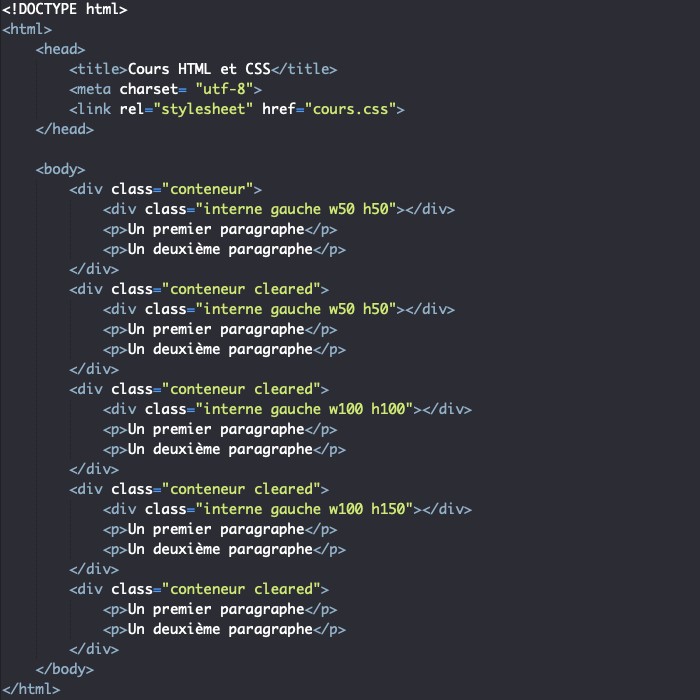 <!DOCTYPE html>
<html>
    <head>
        <title>Cours HTML et CSS</title>
        <meta charset= "utf-8">
        <link rel="stylesheet" href="cours.css">
    </head>

    <body>
        <div class="conteneur">
            <div class="interne gauche w50 h50"></div>
            <p>Un premier paragraphe</p>
            <p>Un deuxième paragraphe</p>
        </div>
        <div class="conteneur cleared">
            <div class="interne gauche w50 h50"></div>
            <p>Un premier paragraphe</p>
            <p>Un deuxième paragraphe</p>
        </div>
        <div class="conteneur cleared">
            <div class="interne gauche w100 h100"></div>
            <p>Un premier paragraphe</p>
            <p>Un deuxième paragraphe</p>
        </div>
        <div class="conteneur cleared">
            <div class="interne gauche w100 h150"></div>
            <p>Un premier paragraphe</p>
            <p>Un deuxième paragraphe</p>
        </div>
        <div class="conteneur cleared">
            <p>Un premier paragraphe</p>
            <p>Un deuxième paragraphe</p>
        </div>
    </body>
</html>